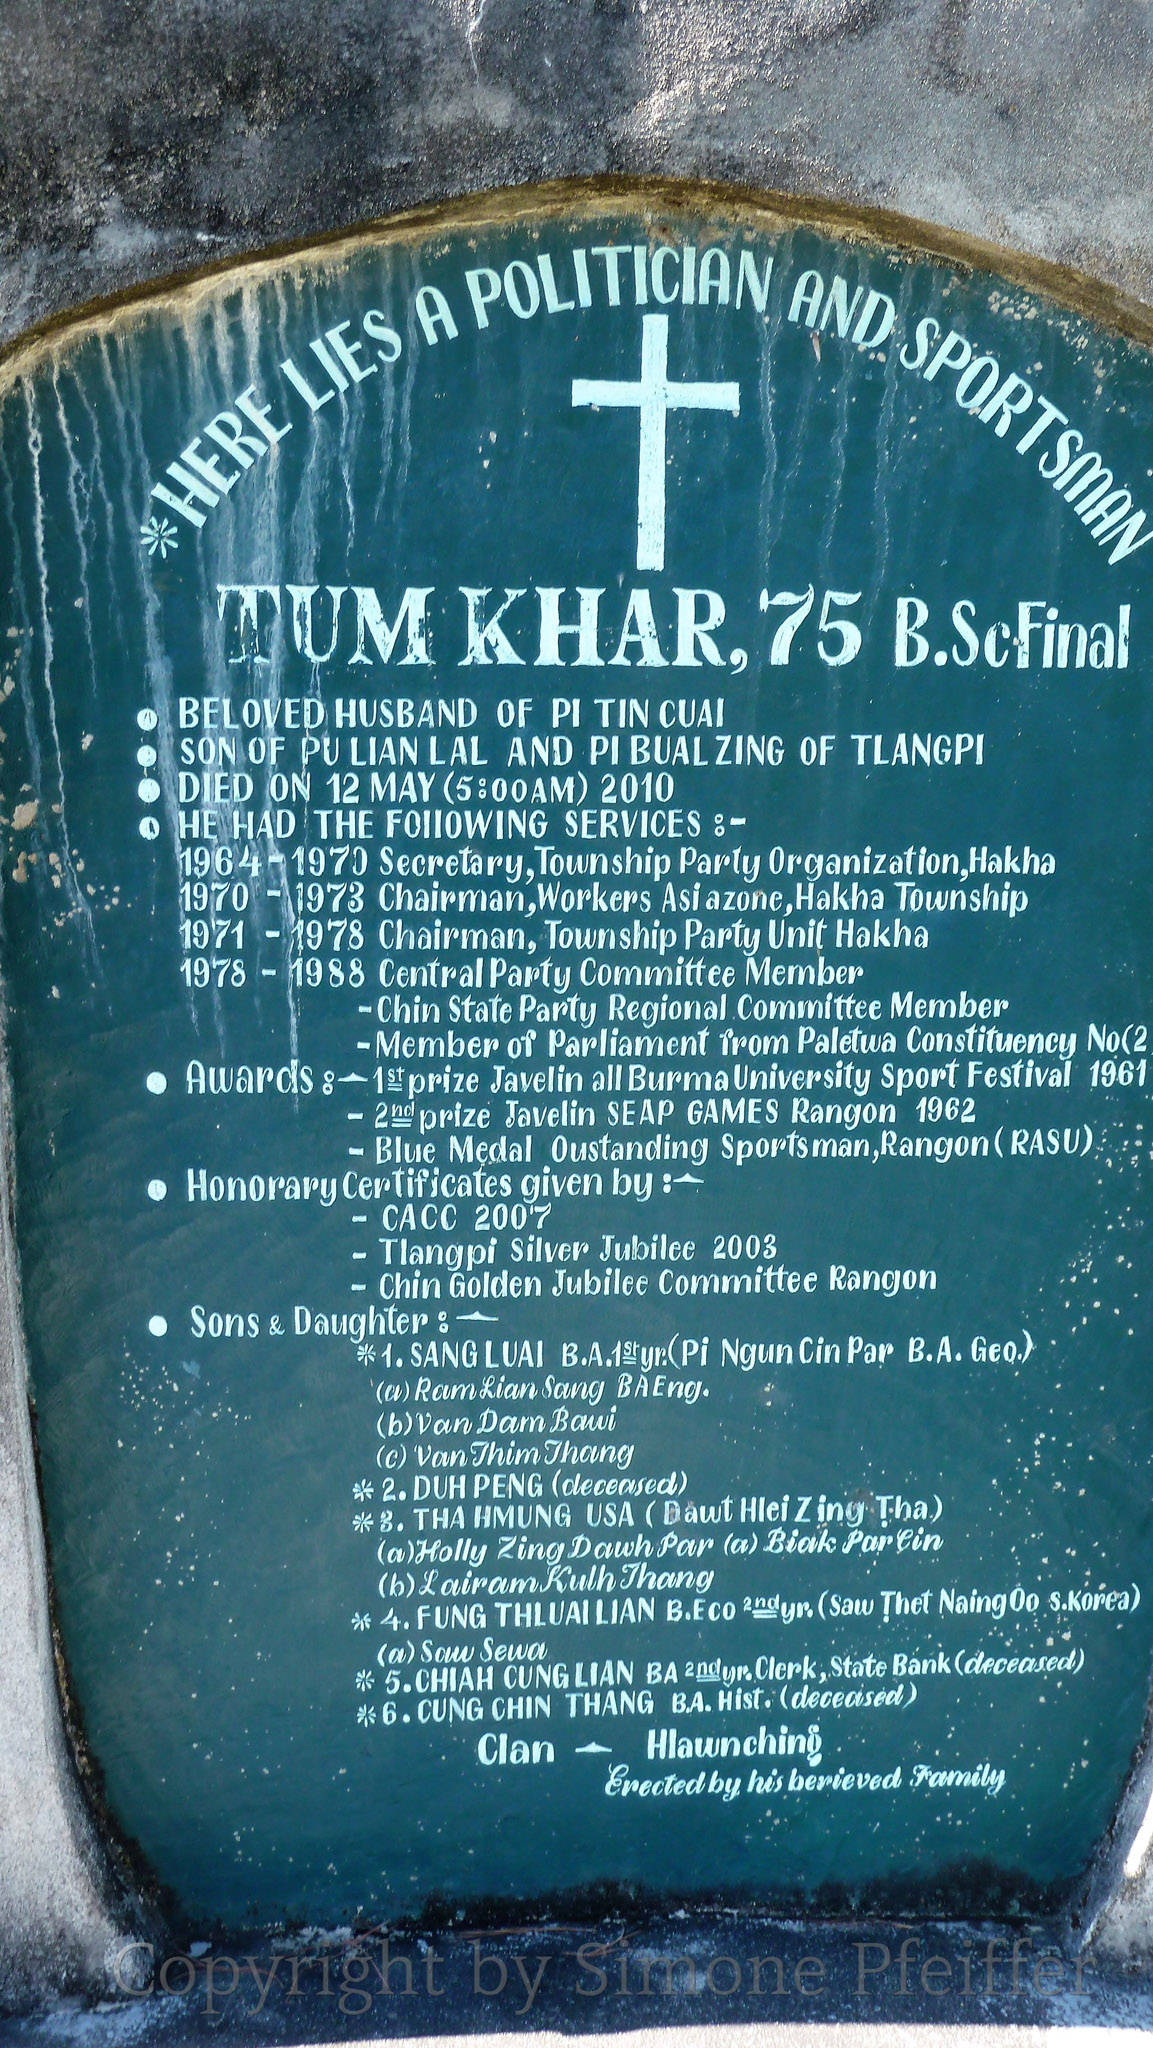 *HERE LIES A POLITICIAN AND SPORTSMAN
TUM KHAR, 75 B.Sc Final
BELOVED HUSBAND OF PI TIN CUAI
SON OF PU LIAN LAL AND PI BUAL ZING OF TLANGPI
DIED ON 12 MAY (5:00AM) 2010
HE HAD THE FOllOWING SERVICES :-
1964 - 1970 Secretary, Township Party Organization, Hakha
1970 - 1973 Chairman, Workers Asiazone, Hakha Township
1971 - 1978 Chairman, Township Party Unit Hakha
1978 - 1988 Central Party Committee Member
- Chin State Party Regional Committee Member
- Member of Parliament from Paletwa Constituency No(2
Awards :- 1st prize Javelin all Burma University Sport Festival 1961
- 2nd prize Javelin SEAP GAMES Rangon 1962
- Blue Medal Oustanding Sportsman, Rangon (RASU)
Honorary Certificates given by :-
- CACC 2007
- Tlangpi Silver Jubilee 2003
- Chin Golden Jubilee Committee Rangon
Sons & Daughter :-
*1. SANG LUAI B.A.1st yr. (Pi Ngun Cin Par B.A. Geo.)
(a) Ram Lian Sang BA Eng.
(b) Van Dam Bawi
(c) Van Thim Thang
*2. DUH PENG (deceased)
*3. THA HMUNG USA (Dawt Hlei Zing Ṭha)
(a) Holly Zing Dawh Par (a) Biak Par Cin
(b) Lairam Kulh Thang
*4. FUNG THLUAI LIAN B.Eco 2nd yr. (Saw Ṭhet Naing Oo S.Korea)
(a) Saw Sewa
*5. CHIAH CUNG LIAN BA 2nd yr. Clerk, State Bank (deceased)
*6. CUNG CHIN THANG B.A. Hist. (deceased)
Clan - Hlawnching
Erected by his berieved Family
Copyright by Simone Pfeiffer